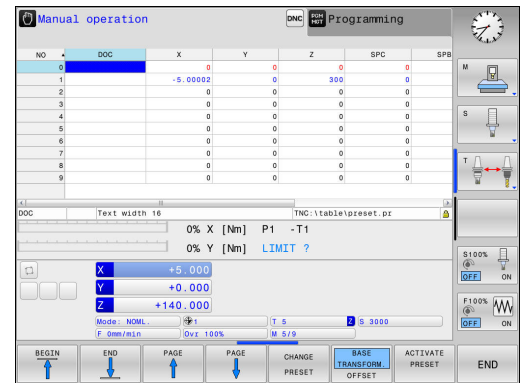 Manual operation
DNC
PGM MGT
Programming
NO DOC X Y Z SPC SPB
0 0 0 0 0
1 -5.00002 0 300 0
2 0 0 0 0
3 0 0 0 0
4 0 0 0 0
5 0 0 0 0
6 0 0 0 0
7 0 0 0 0
8 0 0 0 0
9 0 0 0 0
DOC Text width 16 TNC:\table\preset.pr
0% X [Nm] P1 -T1
0% Y [Nm] LIMIT ?
X +5.000
Y +0.000
Z +140.000
Mode: NOML. 1 T 5 Z S 3000
F 0mm/min Ovr 100% M 5/9
M
S
T
S100%
OFF ON
F100%
OFF ON
BEGIN
END
PAGE
PAGE
CHANGE
PRESET
BASE
TRANSFORM.
OFFSET
ACTIVATE
PRESET
END